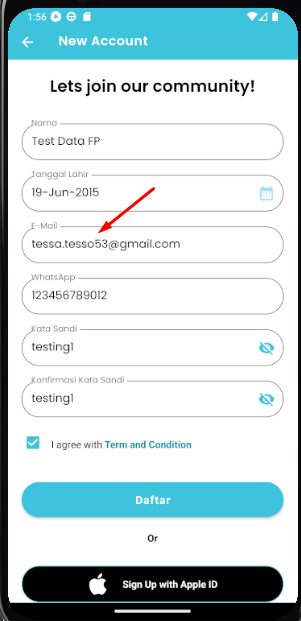 1:56
New Account
Lets join our community!
Nama
Test Data FP
Tanggal Lahir
19-Jun-2015
E-Mail
tessa.tesso53@gmail.com
WhatsApp
123456789012
Kata Sandi
testing1
Konfirmasi Kata Sandi
testing1
I agree with Term and Condition
Daftar
Or
Sign Up with Apple ID